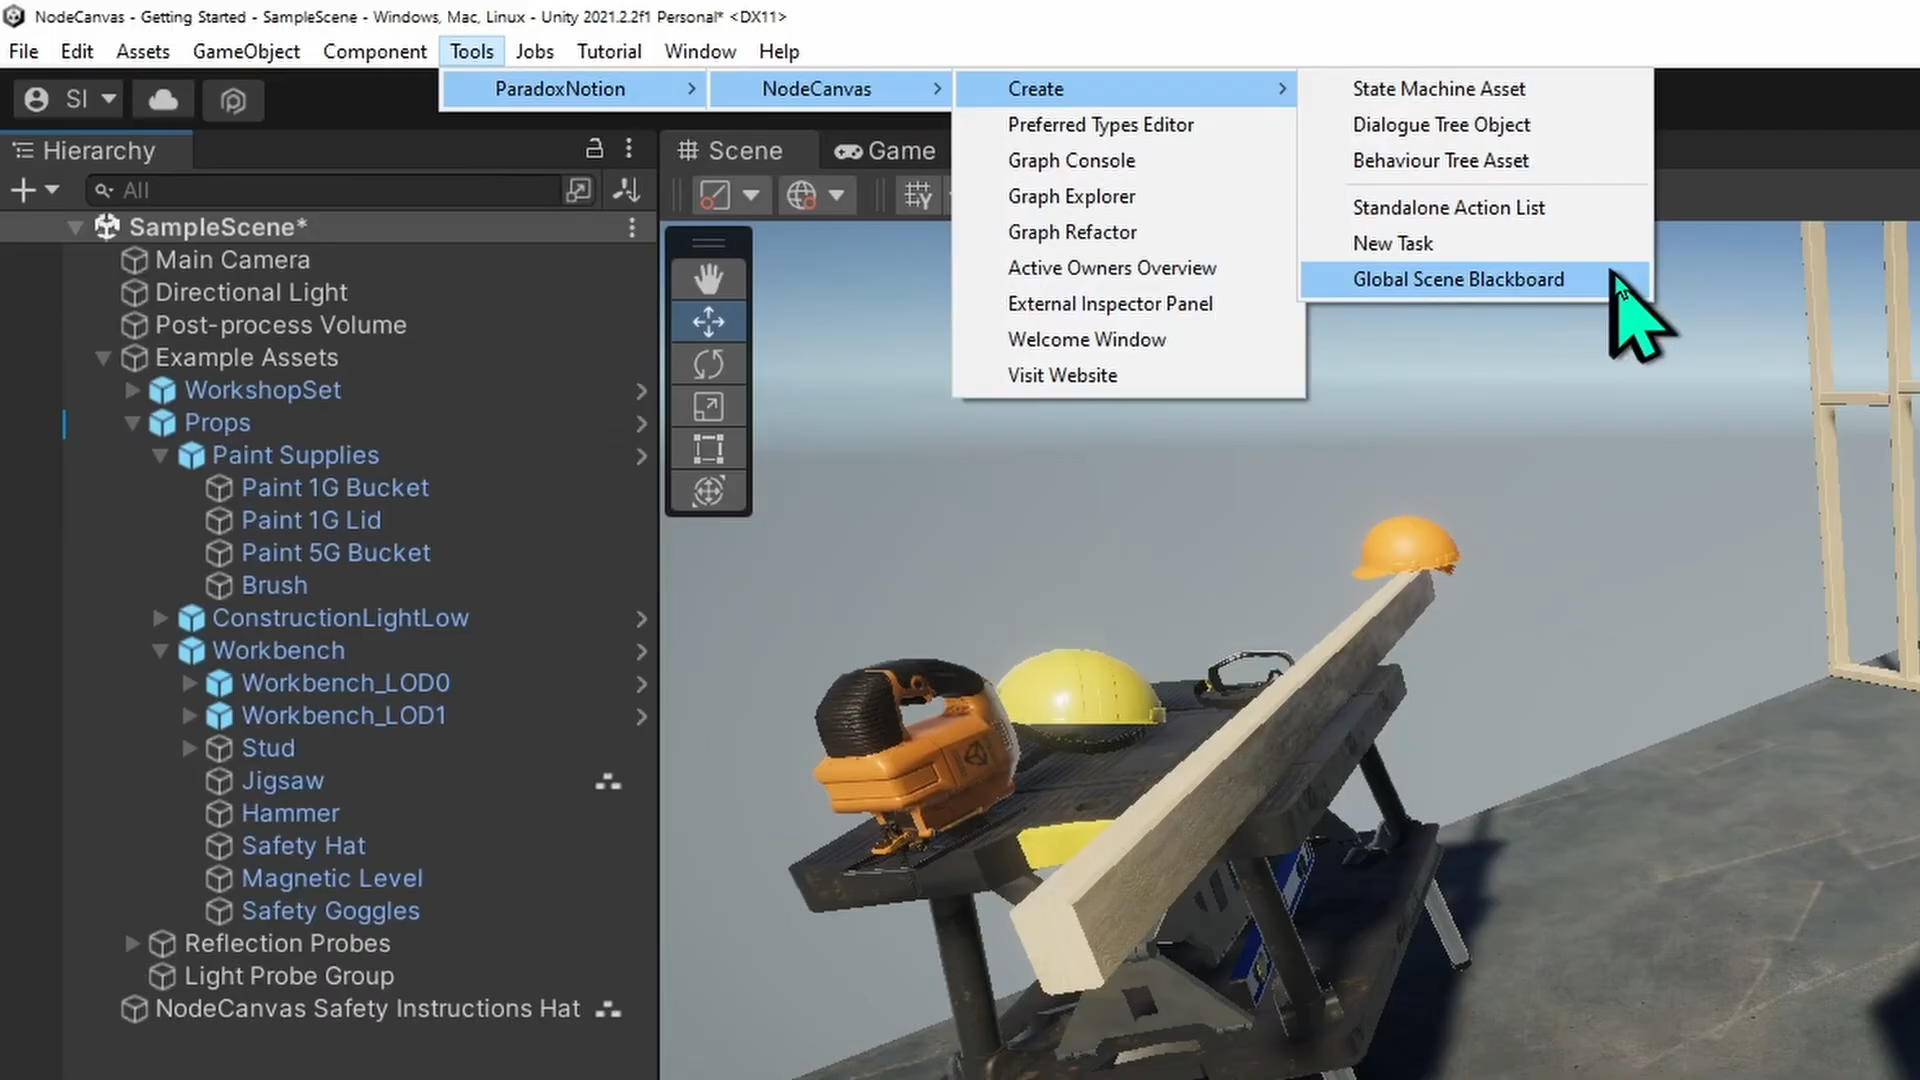 NodeCanvas - Getting Started - SampleScene - Windows, Mac, Linux - Unity 2021.2.2f1 Personal* <DX11>
File Edit Assets GameObject Component Tools Jobs Tutorial Window Help
SI
ParadoxNotion
NodeCanvas
Create
Preferred Types Editor
Graph Console
Graph Explorer
Graph Refactor
Active Owners Overview
External Inspector Panel
Welcome Window
Visit Website
State Machine Asset
Dialogue Tree Object
Behaviour Tree Asset
Standalone Action List
New Task
Global Scene Blackboard
Hierarchy
All
SampleScene*
Main Camera
Directional Light
Post-process Volume
Example Assets
WorkshopSet
Props
Paint Supplies
Paint 1G Bucket
Paint 1G Lid
Paint 5G Bucket
Brush
ConstructionLightLow
Workbench
Workbench_LOD0
Workbench_LOD1
Stud
Jigsaw
Hammer
Safety Hat
Magnetic Level
Safety Goggles
Reflection Probes
Light Probe Group
NodeCanvas Safety Instructions Hat
Scene
Game